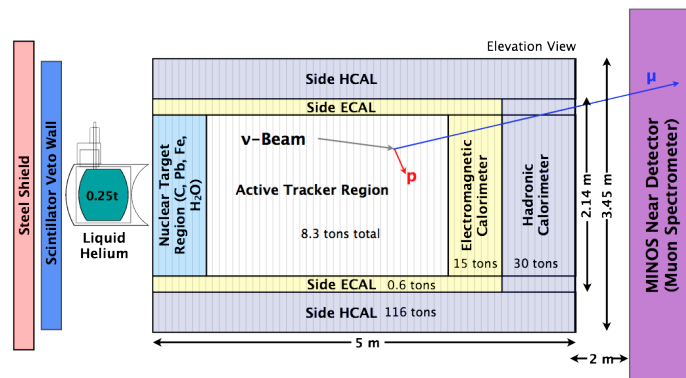 Elevation View
Side HCAL
Side ECAL
μ
ν-Beam
p
Steel Shield
Scintillator Veto Wall
0.25t
Liquid
Helium
Nuclear Target
Region (C, Pb, Fe,
H₂O)
Active Tracker Region
8.3 tons total
Electromagnetic
Calorimeter
15 tons
Hadronic
Calorimeter
30 tons
2.14 m
3.45 m
MINOS Near Detector
(Muon Spectrometer)
Side ECAL 0.6 tons
Side HCAL 116 tons
5 m
2 m